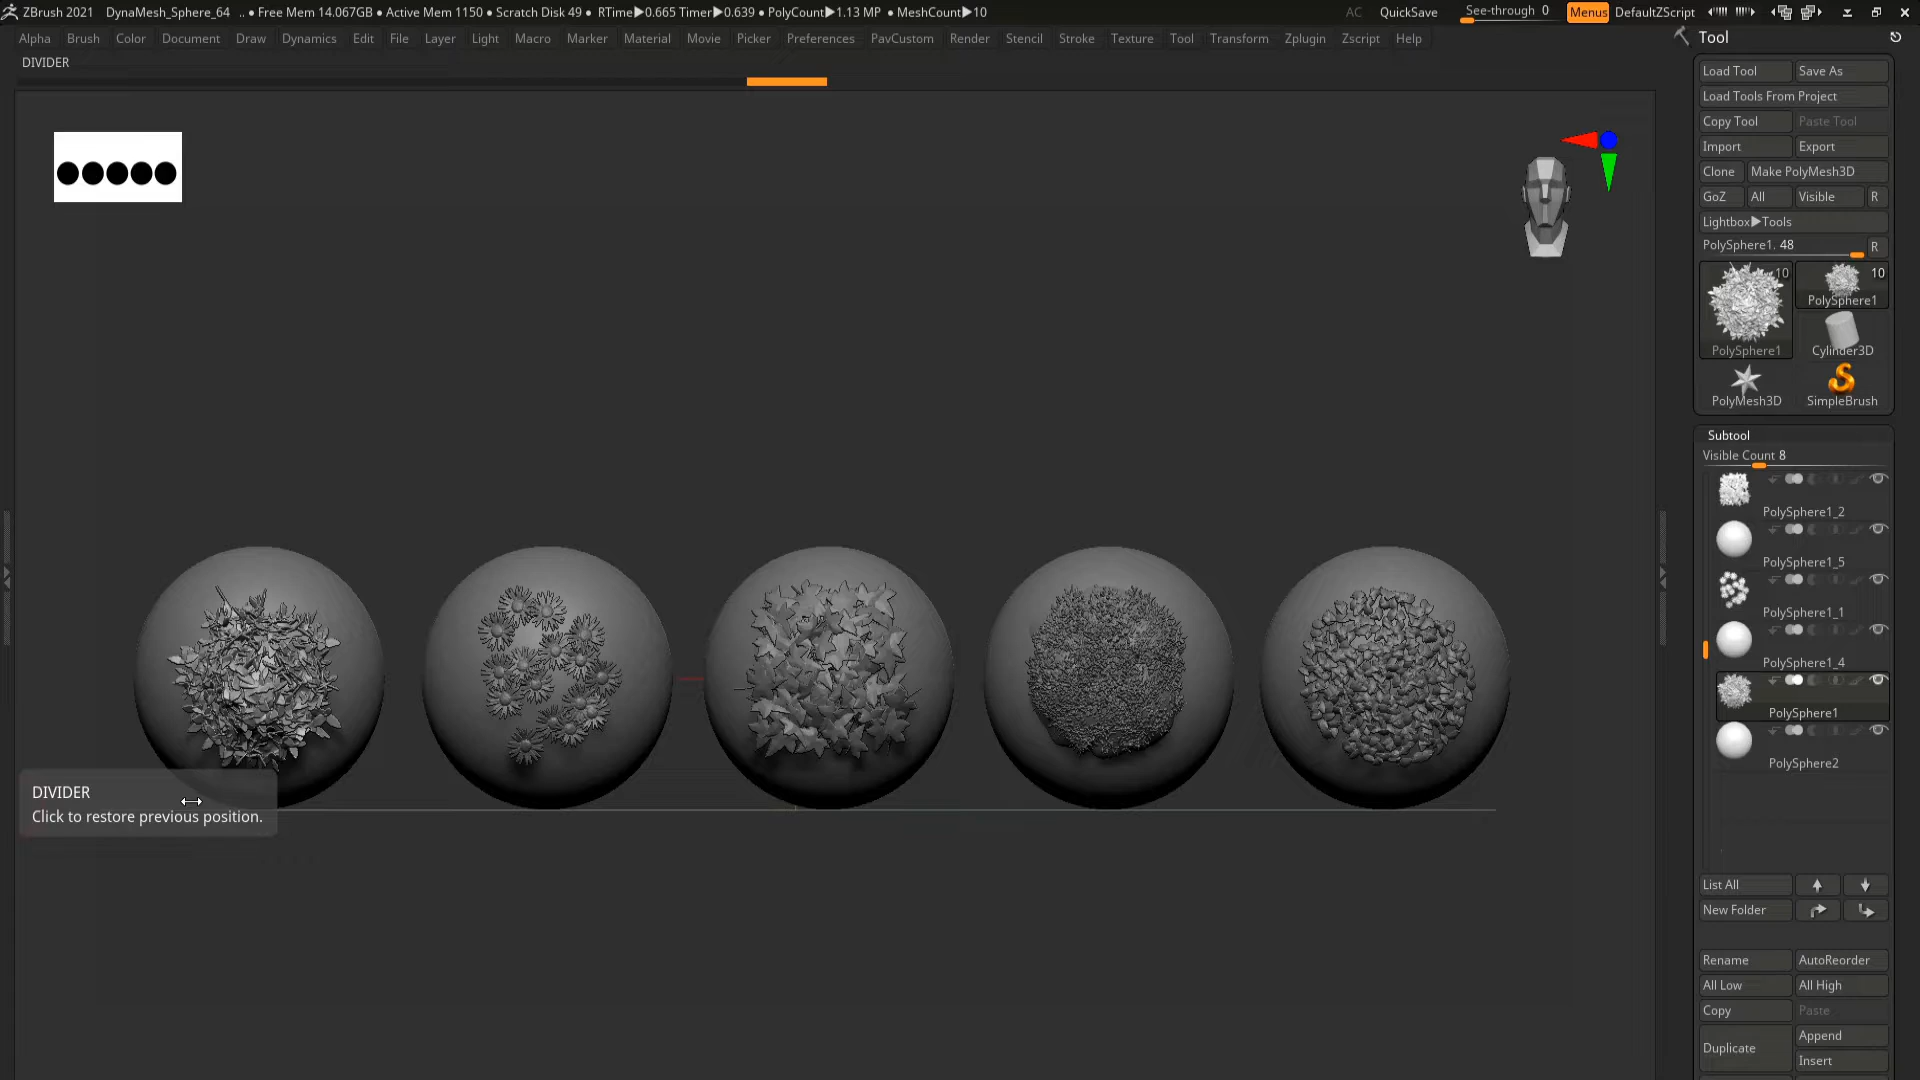 ZBrush 2021 DynaMesh_Sphere_64 .. • Free Mem 14.067GB • Active Mem 1150 • Scratch Disk 49 • RTime▶0.665 Timer▶0.639 • PolyCount▶1.13 MP • MeshCount▶10 AC QuickSave See-through 0 Menus DefaultZScript
Alpha Brush Color Document Draw Dynamics Edit File Layer Light Macro Marker Material Movie Picker Preferences PavCustom Render Stencil Stroke Texture Tool Transform Zplugin Zscript Help
Tool
DIVIDER
Load Tool Save As
Load Tools From Project
Copy Tool Paste Tool
Import Export
Clone Make PolyMesh3D
GoZ All Visible R
Lightbox▶Tools
PolySphere1. 48 R
10 10
PolySphere1
PolySphere1 Cylinder3D
PolyMesh3D SimpleBrush
Subtool
Visible Count 8
PolySphere1_2
PolySphere1_5
PolySphere1_1
PolySphere1_4
PolySphere1
PolySphere2
DIVIDER
Click to restore previous position.
List All
New Folder
Rename AutoReorder
All Low All High
Copy Paste
Duplicate Append
Insert